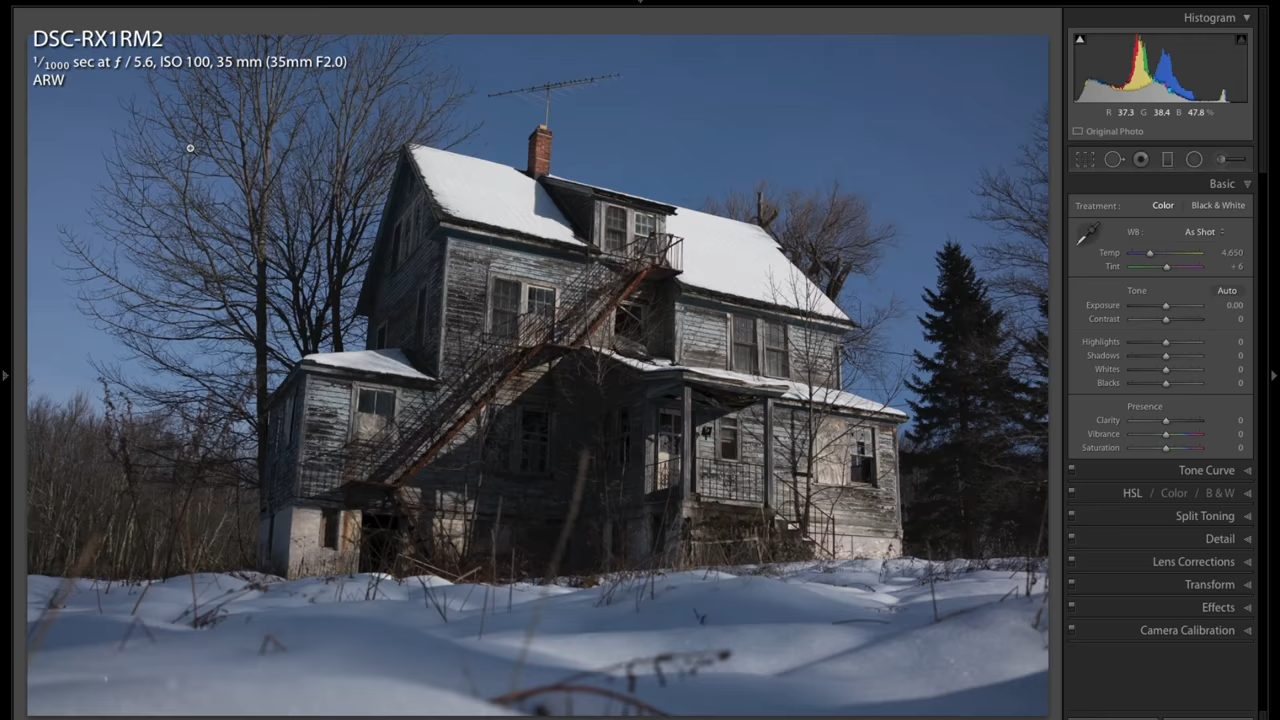 DSC-RX1RM2
1/1000 sec at ƒ / 5.6, ISO 100, 35 mm (35mm F2.0)
ARW
Histogram
R 37.3 G 38.4 B 47.8 %
Original Photo
Basic
Treatment : Color Black & White
WB : As Shot
Temp 4,650
Tint + 6
Tone Auto
Exposure 0.00
Contrast 0
Highlights 0
Shadows 0
Whites 0
Blacks 0
Presence
Clarity 0
Vibrance 0
Saturation 0
Tone Curve
HSL / Color / B & W
Split Toning
Detail
Lens Corrections
Transform
Effects
Camera Calibration